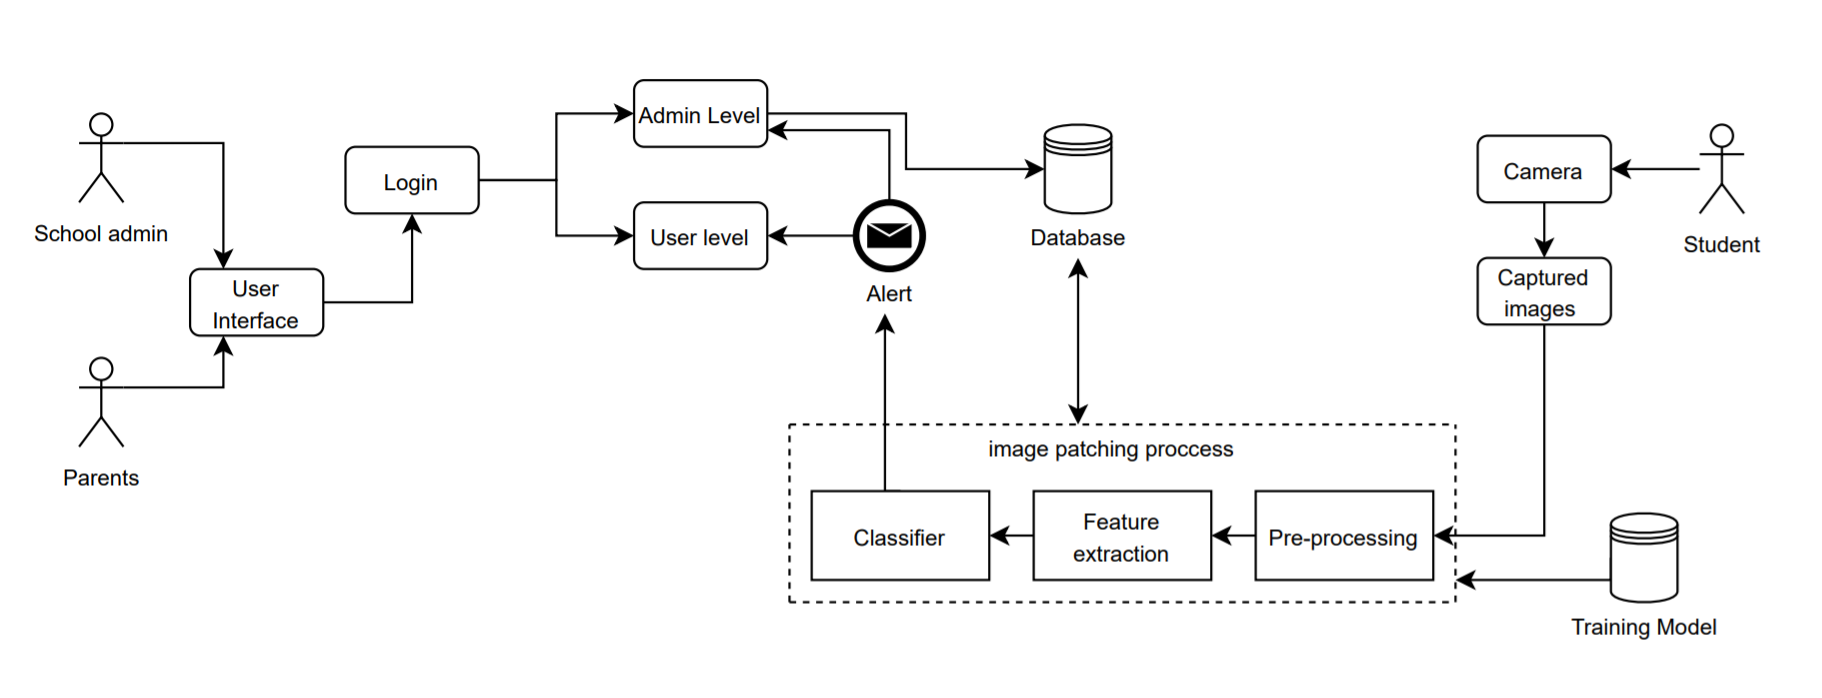 School admin
User
Interface
Parents
Login
Admin Level
User level
Alert
Database
Camera
Student
Captured
images
image patching proccess
Classifier
Feature
extraction
Pre-processing
Training Model